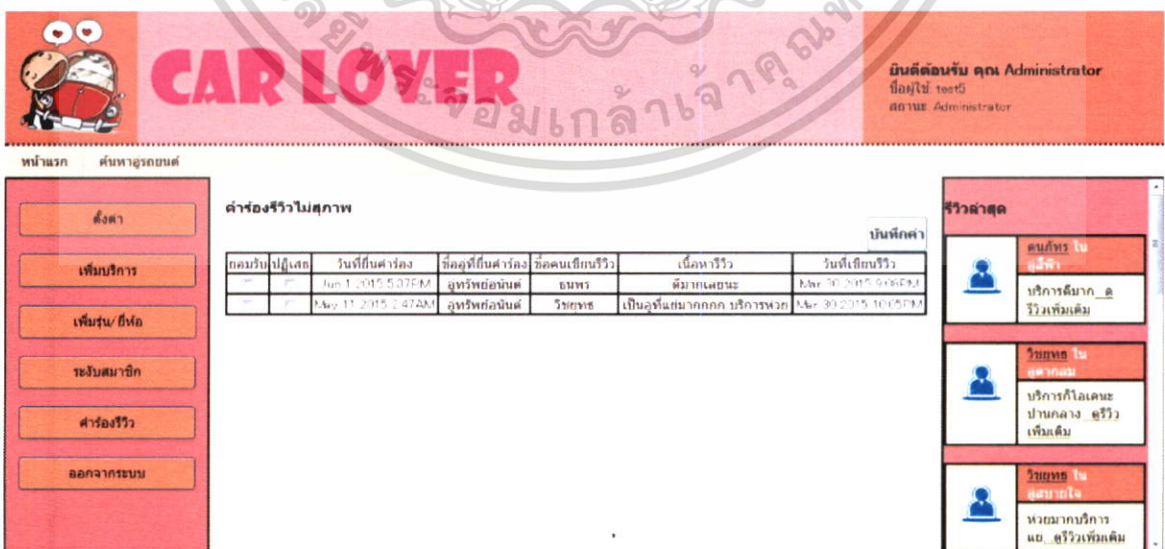 CAR LOVER
ยินดีต้อนรับ คุณ Administrator
ชื่อผู้ใช้: test5
สถานะ: Administrator
พระจอมเกล้าเจ้าคุณ
หน้าแรก ค้นหาอู่รถยนต์
ตั้งค่า
เพิ่มบริการ
เพิ่มรุ่น/ยี่ห้อ
ระงับสมาชิก
คำร้องรีวิว
ออกจากระบบ
คำร้องรีวิวไม่สุภาพ
บันทึกค่า
ยอมรับ ปฏิเสธ วันที่ยื่นคำร้อง ชื่ออู่ที่ยื่นคำร้อง ชื่อคนเขียนรีวิว เนื้อหารีวิว วันที่เขียนรีวิว
Jun 1 2015 5:37PM อู่ทรัพย์อนันต์ ธนพร ดีมากเลยนะ Mar 30 2015 9:06PM
May 11 2015 2:47AM อู่ทรัพย์อนันต์ วิชยุทธ เป็นอู่ที่แย่มากกกก บริการห่วย Mar 30 2015 10:05PM
รีวิวล่าสุด
ดนุภัทร ใน
อู่ลี้ฟ้า
บริการดีมาก ดู
รีวิวเพิ่มเติม
วิชยุทธ ใน
บริการก็โอเคนะ
ปานกลาง ดูรีวิว
เพิ่มเติม
วิชยุทธ ใน
อู่สบายใจ
ห่วยมากบริการ
แย่ ดูรีวิวเพิ่มเติม